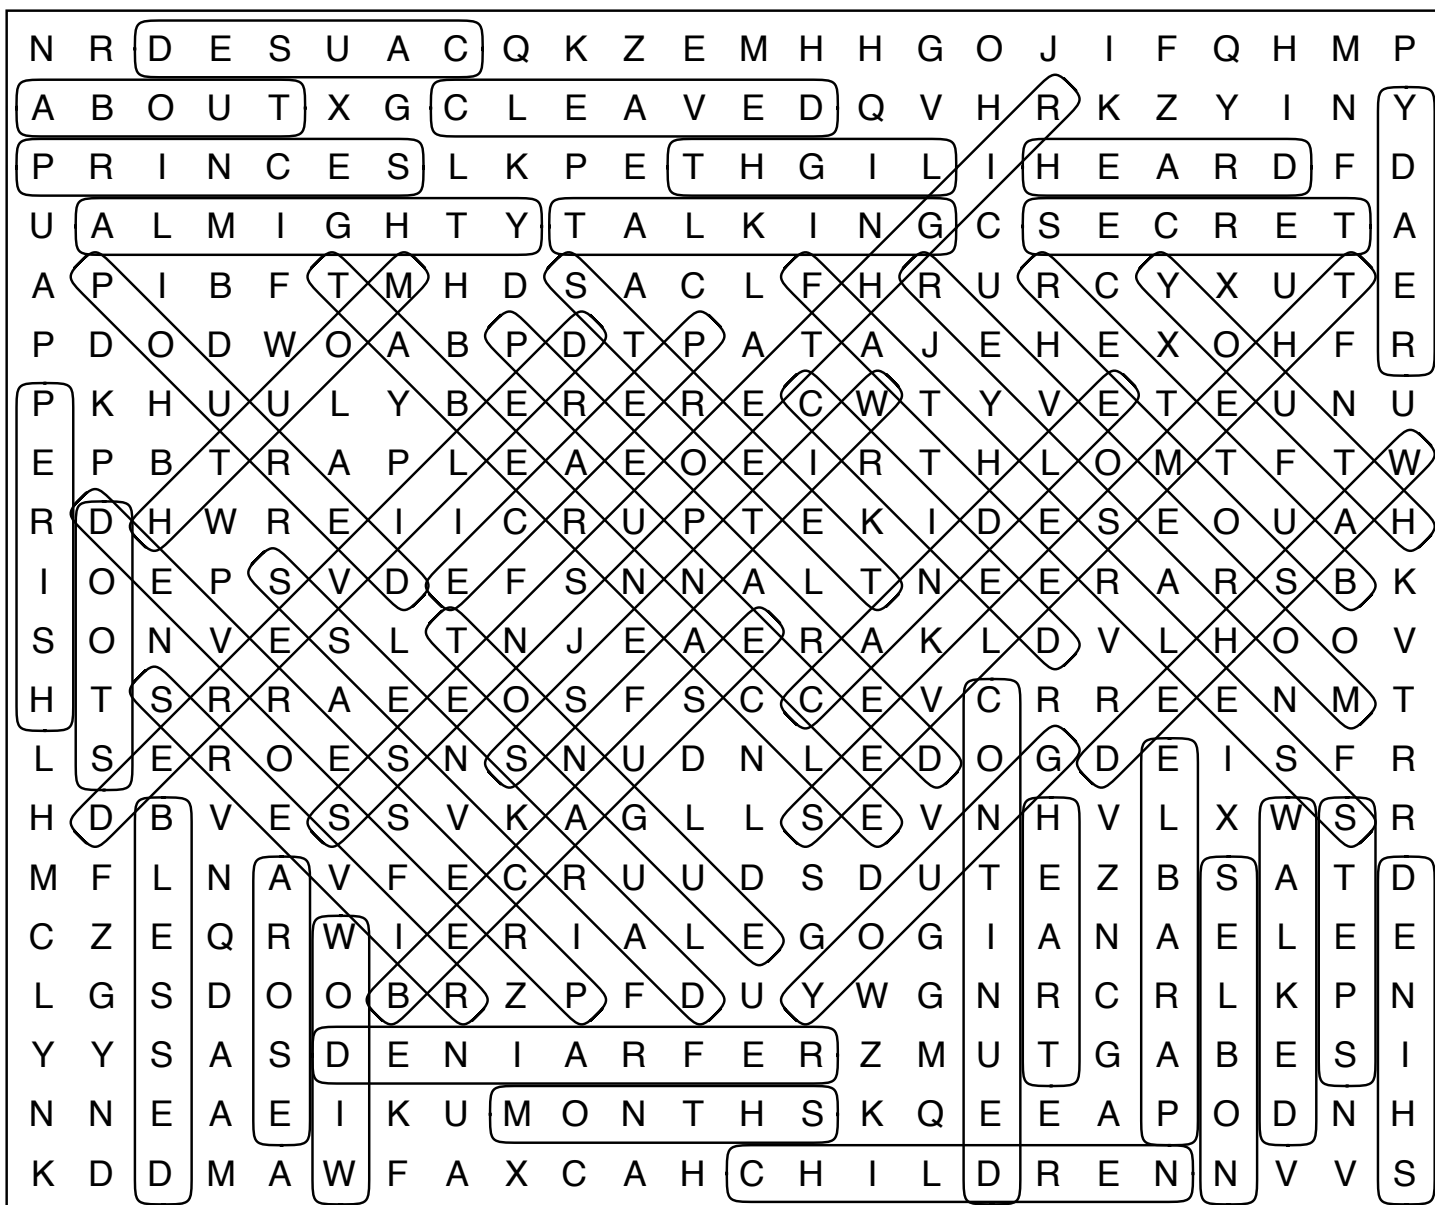 N R D E S U A C Q K Z E M H H G O J I F Q H M P
A B O U T X G C L E A V E D Q V H R K Z Y I N Y
P R I N C E S L K P E T H G I L I H E A R D F D
U A L M I G H T Y T A L K I N G C S E C R E T A
A P I B F T M H D S A C L F H R U R C Y X U T E
P D O D W O A B P D T P A T A J E H E X O H F R
P K H U U L Y B E R E R E C W T Y V E T E U N U
E P B T R A P L E A E O E I R T H L O M T F T W
R D H W R E I I C R U P T E K I D E S E O U A H
I O E P S V D E F S N N A L T N E E R A R S B K
S O N V E S L T N J E A E R A K L D V L H O O V
H T S R R A E E O S F S C C E V C R R E E N M T
L S E R O E S N S N U D N L E D O G D E I S F R
H D B V E S S V K A G L L S E V N H V L X W S R
M F L N A V F E C R U U D S D U T E Z B S A T D
C Z E Q R W I E R I A L E G O G I A N A E L E E
L G S D O O B R Z P F D U Y W G N R C R L K P N
Y Y S A S D E N I A R F E R Z M U T G A B E S I
N N E A E I K U M O N T H S K Q E E A P O D N H
K D D M A W F A X C A H C H I L D R E N N V V S